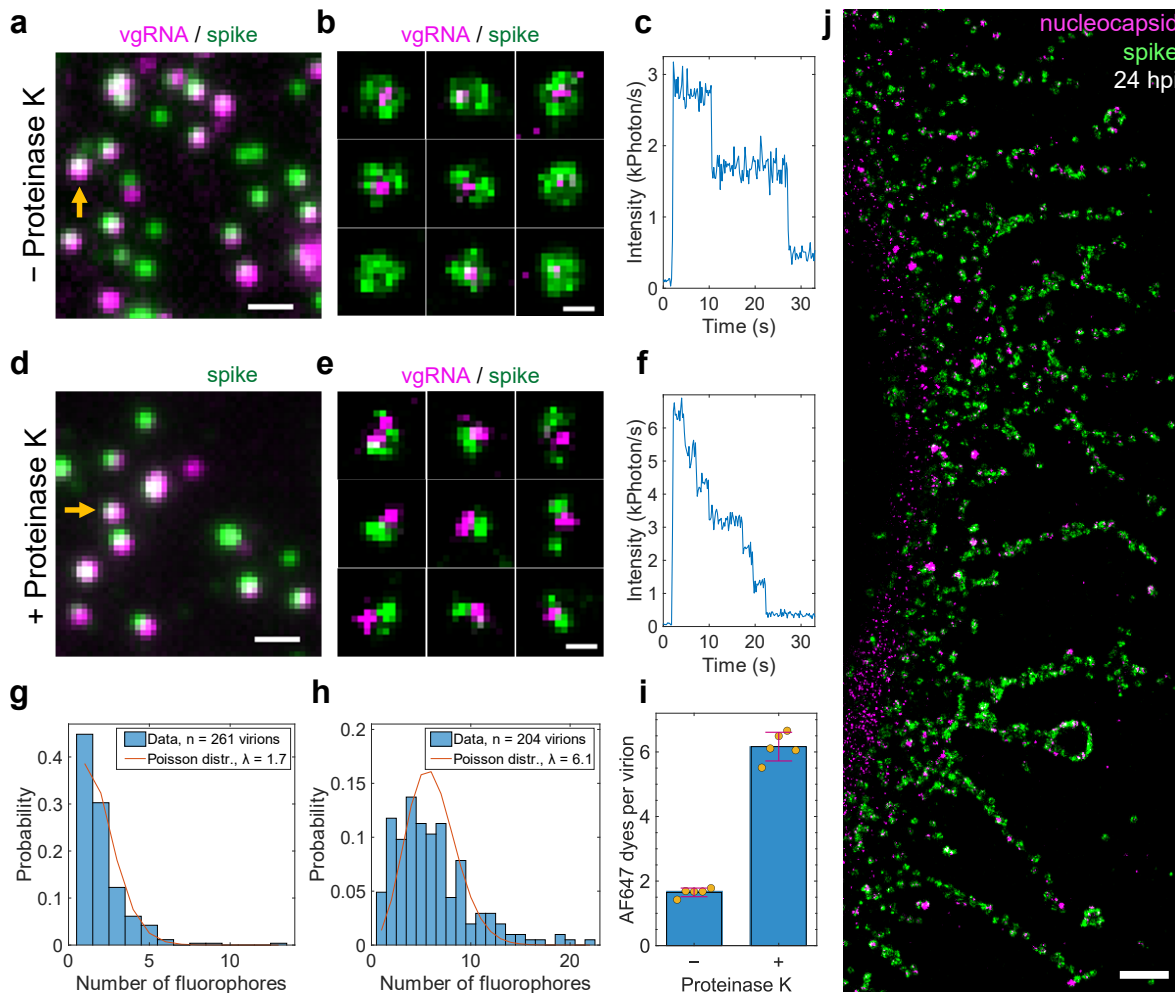 a
vgRNA / spike
− Proteinase K
b
vgRNA / spike
c
Intensity (kPhoton/s)
3
2
1
0
0 10 20 30
Time (s)
d
spike
+ Proteinase K
e
vgRNA / spike
f
Intensity (kPhoton/s)
6
5
4
3
2
1
0
0 10 20 30
Time (s)
g
Data, n = 261 virions
Poisson distr., λ = 1.7
Probability
0.4
0.3
0.2
0.1
0
0 5 10
Number of fluorophores
h
Data, n = 204 virions
Poisson distr., λ = 6.1
Probability
0.2
0.15
0.1
0.05
0
0 10 20
Number of fluorophores
i
AF647 dyes per virion
6
4
2
0
− +
Proteinase K
j
nucleocapsi
spike
24 hp